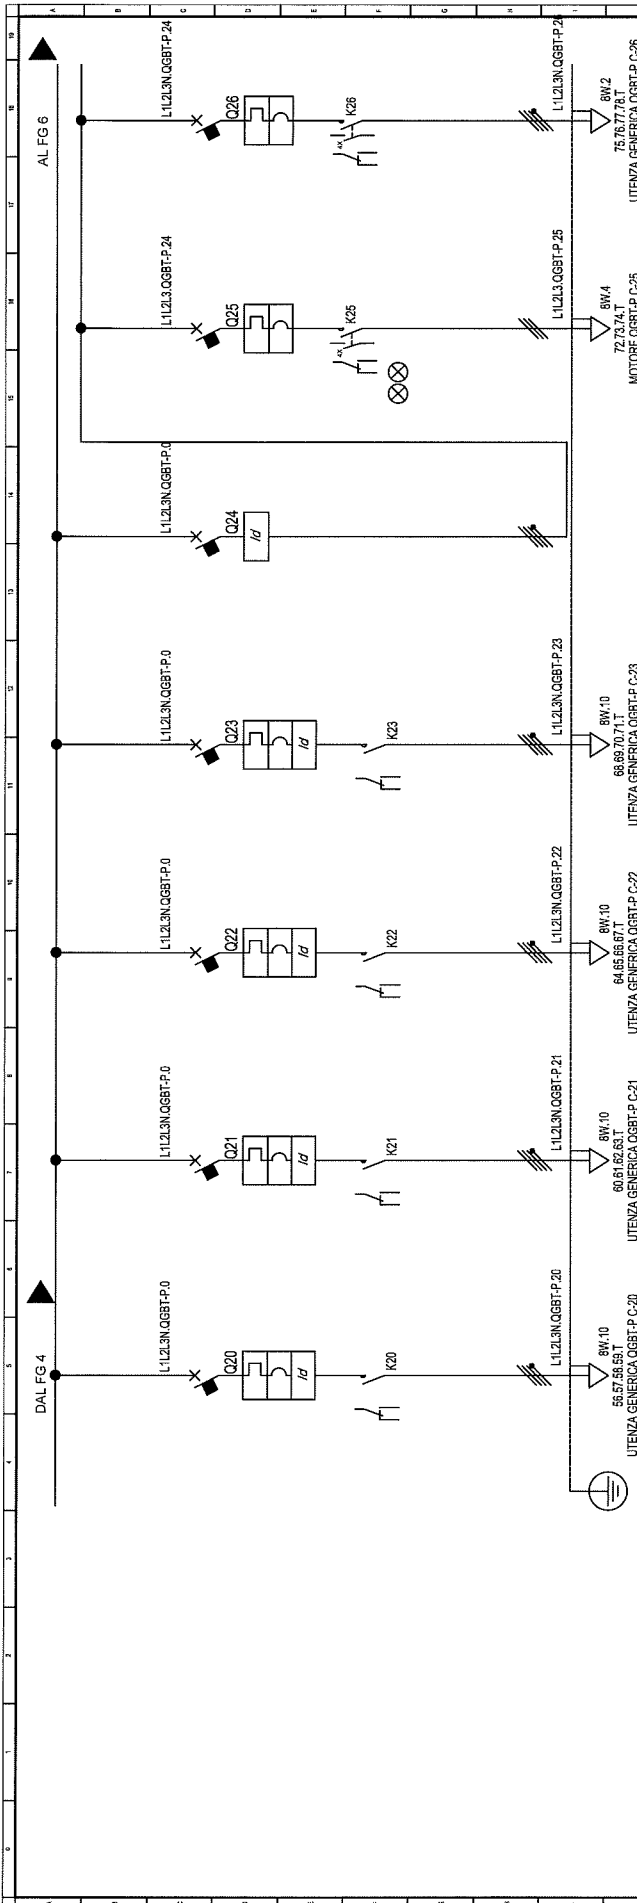 DAL FG 4
AL FG 6
L1L2L3N.QGBT-P.0
Q20
Id
K20
L1L2L3N.QGBT-P.20
8W.10
56.57.58.59.T
UTENZA GENERICA QGBT-P C-20
L1L2L3N.QGBT-P.0
Q21
Id
K21
L1L2L3N.QGBT-P.21
8W.10
60.61.62.63.T
UTENZA GENERICA QGBT-P C-21
L1L2L3N.QGBT-P.0
Q22
Id
K22
L1L2L3N.QGBT-P.22
8W.10
64.65.66.67.T
UTENZA GENERICA QGBT-P C-22
L1L2L3N.QGBT-P.0
Q23
Id
K23
L1L2L3N.QGBT-P.23
8W.10
68.69.70.71.T
UTENZA GENERICA QGBT-P C-23
L1L2L3N.QGBT-P.0
Q24
Id
L1L2L3.QGBT-P.24
Q25
K25
4X
L1L2L3.QGBT-P.25
8W.4
72.73.74.T
MOTORE QGBT-P C-25
L1L2L3N.QGBT-P.24
Q26
K26
4X
L1L2L3N.QGBT-P.26
8W.2
75.76.77.78.T
UTENZA GENERICA QGBT-P C-26